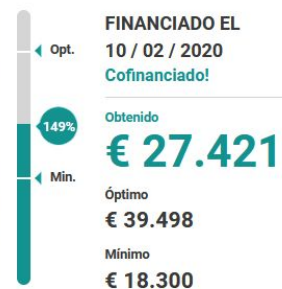 Opt.
149%
Min.
FINANCIADO EL
10 / 02 / 2020
Cofinanciado!
Obtenido
€ 27.421
Óptimo
€ 39.498
Mínimo
€ 18.300